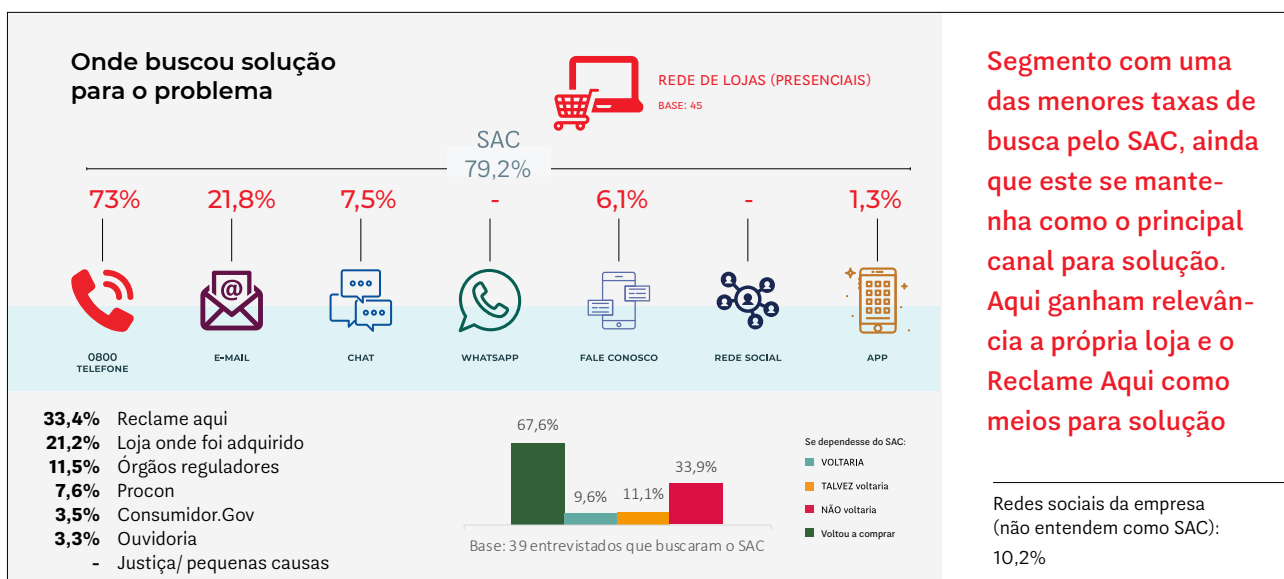 Onde buscou solução
para o problema
REDE DE LOJAS (PRESENCIAIS)
BASE: 45
SAC
79,2%
73%
21,8%
7,5%
-
6,1%
-
1,3%
@
0800
TELEFONE
E-MAIL
CHAT
WHATSAPP
FALE CONOSCO
REDE SOCIAL
APP
33,4% Reclame aqui
21,2% Loja onde foi adquirido
11,5% Órgãos reguladores
7,6% Procon
3,5% Consumidor.Gov
3,3% Ouvidoria
- Justiça/ pequenas causas
67,6%
9,6%
11,1%
33,9%
Base: 39 entrevistados que buscaram o SAC
Se dependesse do SAC:
VOLTARIA
TALVEZ voltaria
NÃO voltaria
Voltou a comprar
Segmento com uma
das menores taxas de
busca pelo SAC, ainda
que este se mante-
nha como o principal
canal para solução.
Aqui ganham relevân-
cia a própria loja e o
Reclame Aqui como
meios para solução
Redes sociais da empresa
(não entendem como SAC):
10,2%